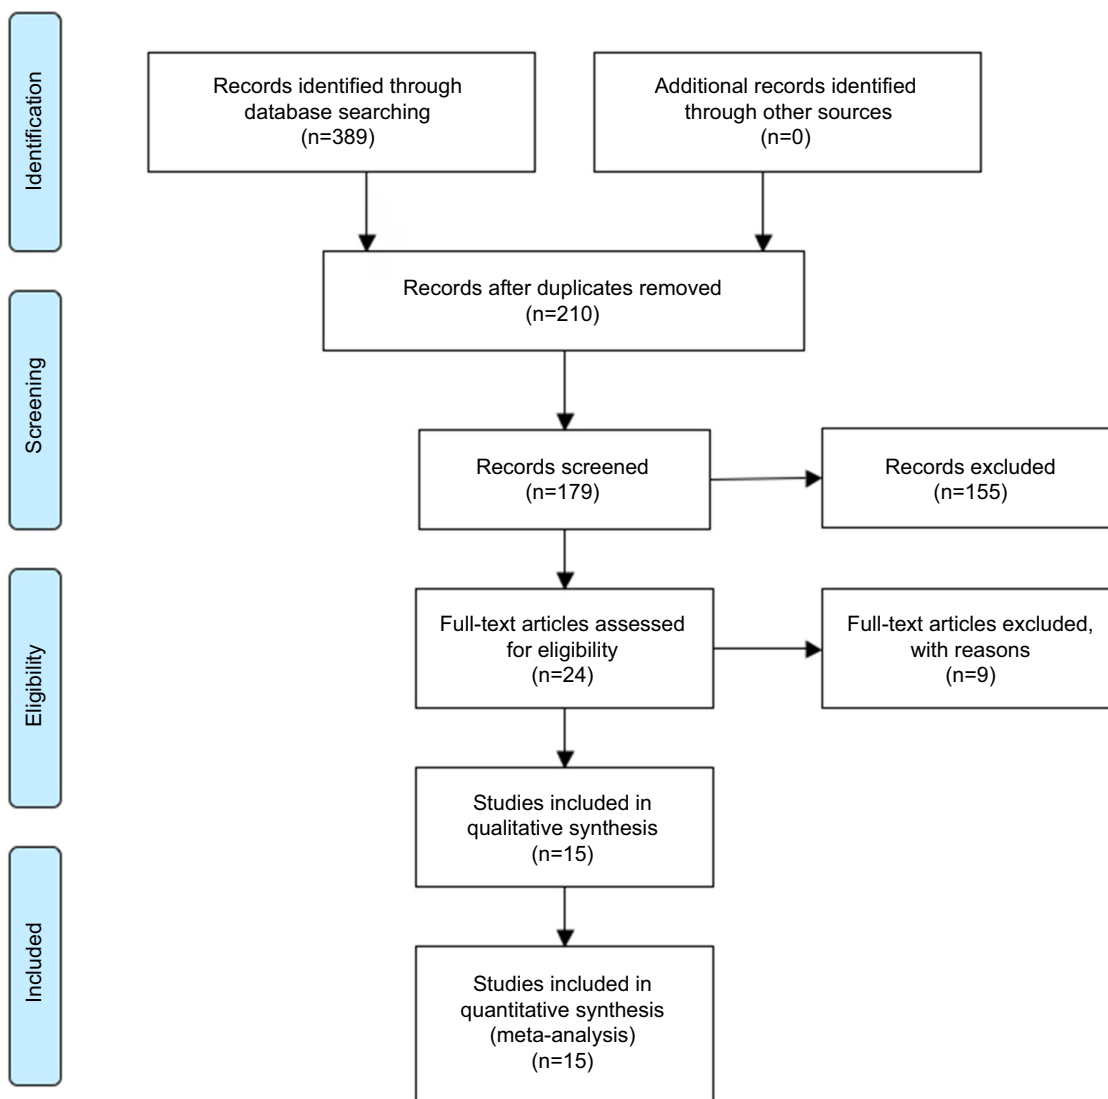 Identification
Records identified through
database searching
(n=389)
Additional records identified
through other sources
(n=0)
Records after duplicates removed
(n=210)
Screening
Records screened
(n=179)
Records excluded
(n=155)
Eligibility
Full-text articles assessed
for eligibility
(n=24)
Full-text articles excluded,
with reasons
(n=9)
Studies included in
qualitative synthesis
(n=15)
Included
Studies included in
quantitative synthesis
(meta-analysis)
(n=15)